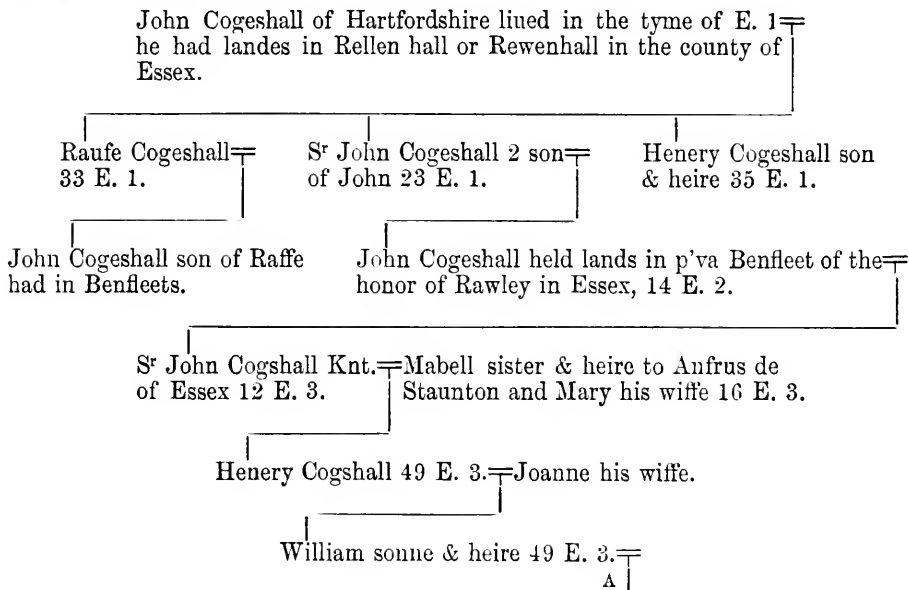 John Cogeshall of Hartfordshire liued in the tyme of E. 1
he had landes in Rellen hall or Rewenhall in the county of
Essex.
Raufe Cogeshall
33 E. 1.
Sr John Cogeshall 2 son
of John 23 E. 1.
Henery Cogeshall son
& heire 35 E. 1.
John Cogeshall son of Raffe
had in Benfleets.
John Cogeshall held lands in p'va Benfleet of the
honor of Rawley in Essex, 14 E. 2.
Sr John Cogshall Knt.
of Essex 12 E. 3.
Mabell sister & heire to Anfrus de
Staunton and Mary his wiffe 16 E. 3.
Henery Cogshall 49 E. 3.
Joanne his wiffe.
William sonne & heire 49 E. 3.
A